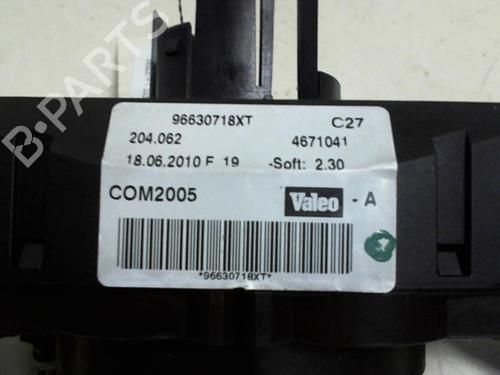 B-PARTS
96630718XT C27
204.062 4671041
18.06.2010 F 19 -Soft: 2.30
COM2005 Valeo - A
*96630718XT*